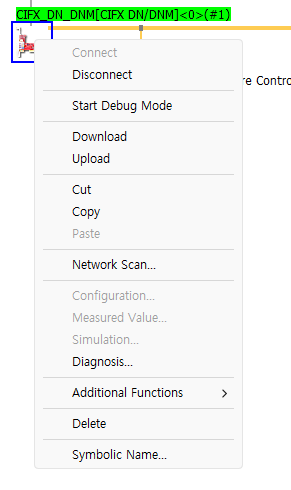 CIFX_DN_DNM[CIFX DN/DNM]<0>(#1)
re Contro
Connect
Disconnect
Start Debug Mode
Download
Upload
Cut
Copy
Paste
Network Scan...
Configuration...
Measured Value...
Simulation...
Diagnosis...
Additional Functions
Delete
Symbolic Name...